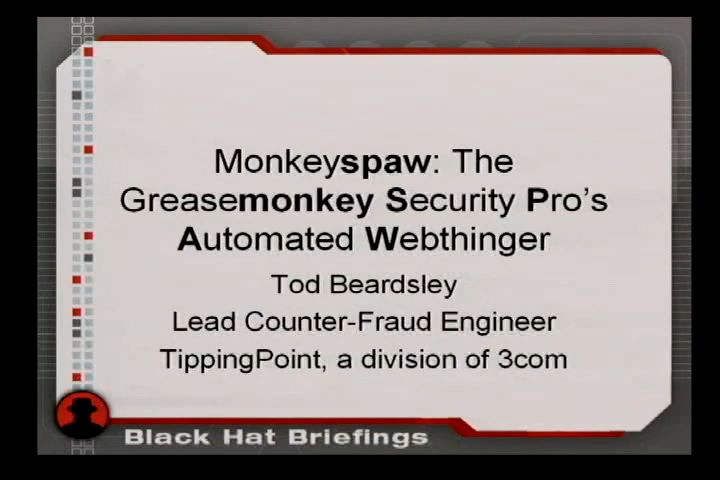 Monkeyspaw: The
Greasemonkey Security Pro's
Automated Webthinger
Tod Beardsley
Lead Counter-Fraud Engineer
TippingPoint, a division of 3com
Black Hat Briefings